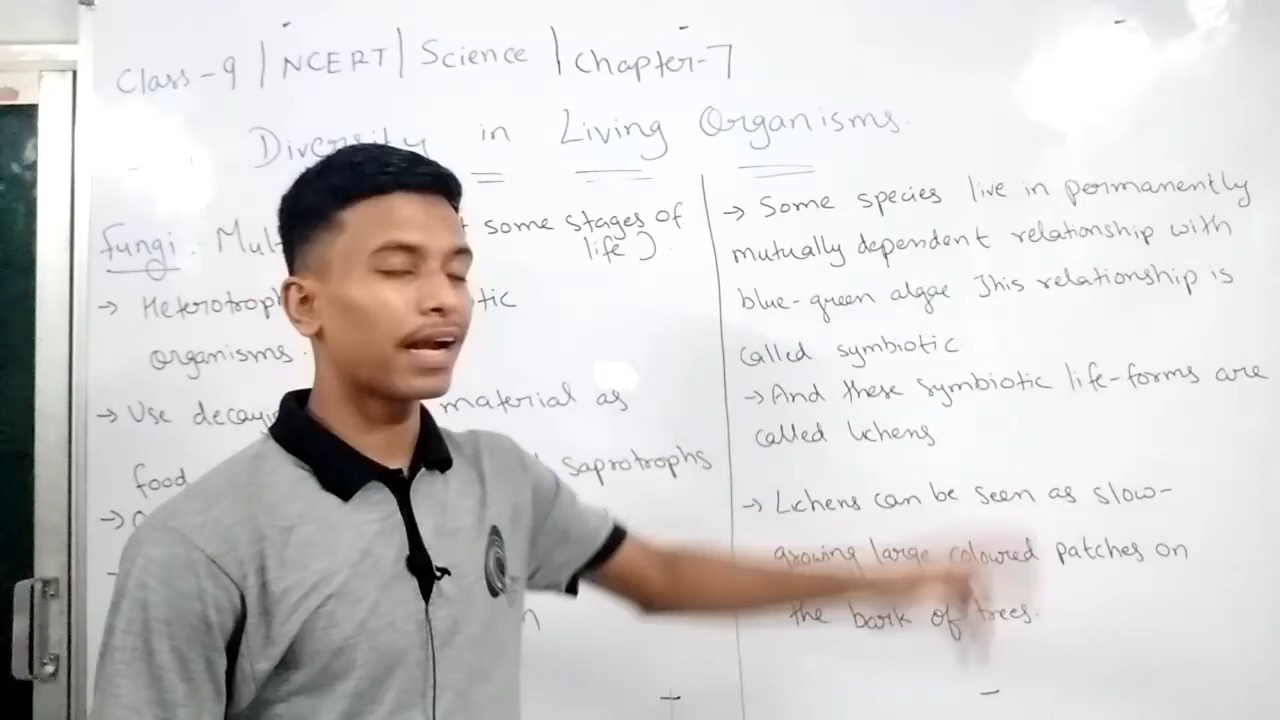 Class-9 | NCERT | Science | Chapter-7
Diversity in Living Organisms.
Fungi. some stages of
life)
→ tic
organisms.
→ Use material as
food saprotrophs
→
→ Some species live in permanently
mutually dependent relationship with
blue-green algae This relationship is
called symbiotic
→ And these symbiotic life-forms are
called lichens
→ Lichens can be seen as slow-
growing large coloured patches on
the bark of trees.